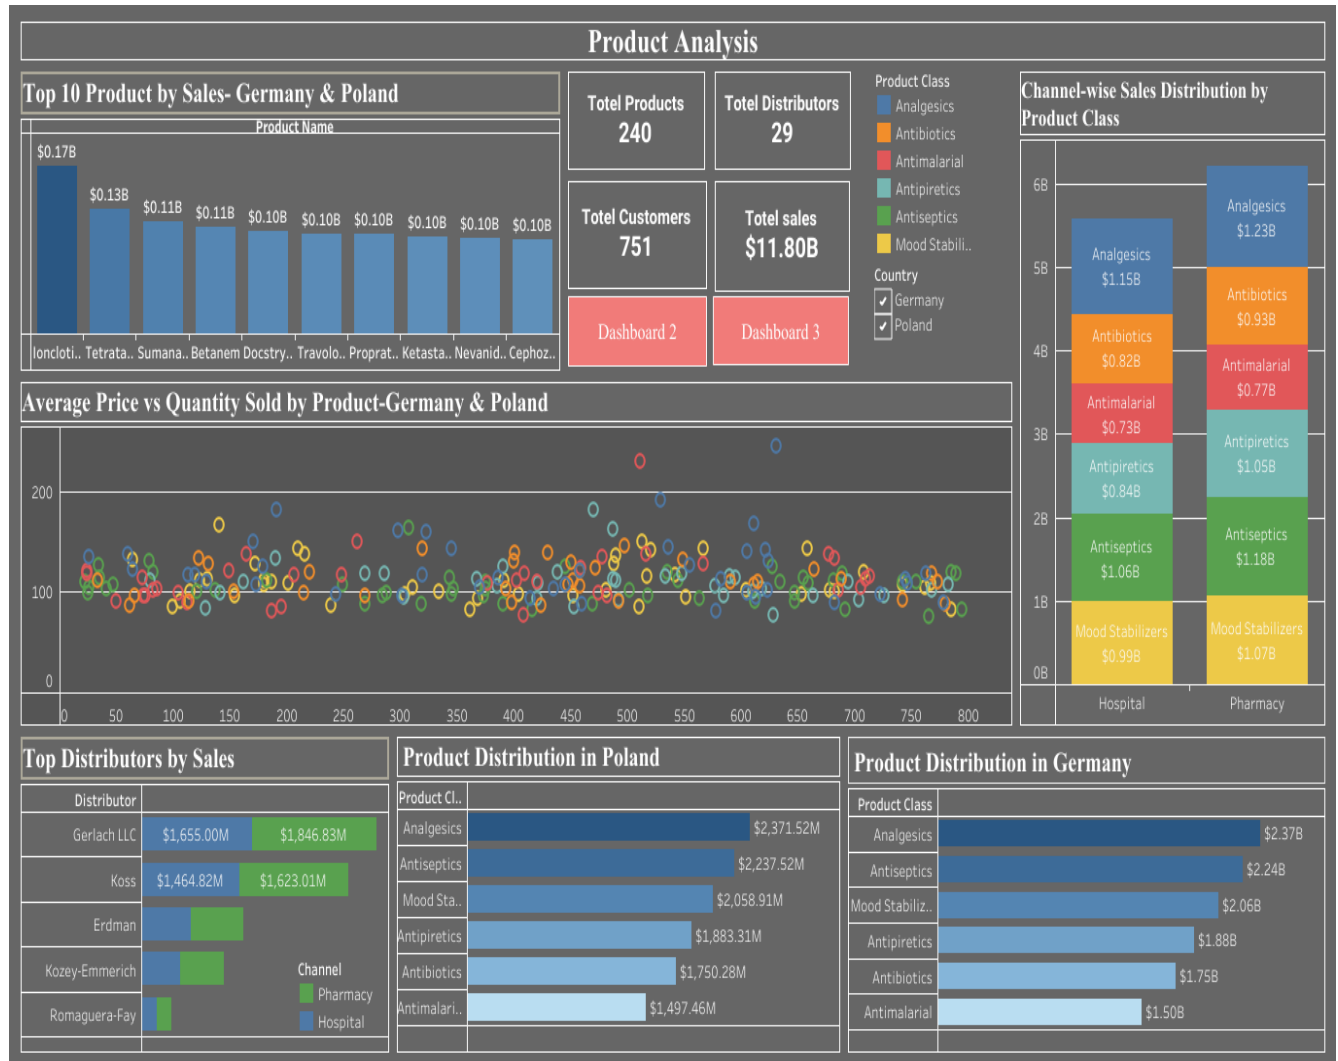 Product Analysis
Top 10 Product by Sales- Germany & Poland
Product Name
$0.17B
$0.13B
$0.11B
$0.11B
$0.10B
$0.10B
$0.10B
$0.10B
$0.10B
$0.10B
Ioncloti..
Tetrata..
Sumana..
Betanem
Docstry..
Travolo..
Proprat..
Ketasta..
Nevanid..
Cephoz..
Totel Products
240
Totel Distributors
29
Total Customers
751
Total sales
$11.80B
Dashboard 2
Dashboard 3
Product Class
Analgesics
Antibiotics
Antimalarial
Antipiretics
Antiseptics
Mood Stabili..
Country
Germany
Poland
Channel-wise Sales Distribution by
Product Class
6B
5B
4B
3B
2B
1B
0B
Analgesics
$1.15B
Antibiotics
$0.82B
Antimalarial
$0.73B
Antipiretics
$0.84B
Antiseptics
$1.06B
Mood Stabilizers
$0.99B
Analgesics
$1.23B
Antibiotics
$0.93B
Antimalarial
$0.77B
Antipiretics
$1.05B
Antiseptics
$1.18B
Mood Stabilizers
$1.07B
Hospital
Pharmacy
Average Price vs Quantity Sold by Product-Germany & Poland
200
100
0
0 50 100 150 200 250 300 350 400 450 500 550 600 650 700 750 800
Top Distributors by Sales
Distributor
Gerlach LLC $1,655.00M $1,846.83M
Koss $1,464.82M $1,623.01M
Erdman
Kozey-Emmerich
Romaguera-Fay
Channel
Pharmacy
Hospital
Product Distribution in Poland
Product Cl..
Analgesics $2,371.52M
Antiseptics $2,237.52M
Mood Sta.. $2,058.91M
Antipiretics $1,883.31M
Antibiotics $1,750.28M
Antimalari.. $1,497.46M
Product Distribution in Germany
Product Class
Analgesics $2.37B
Antiseptics $2.24B
Mood Stabiliz.. $2.06B
Antipiretics $1.88B
Antibiotics $1.75B
Antimalarial $1.50B